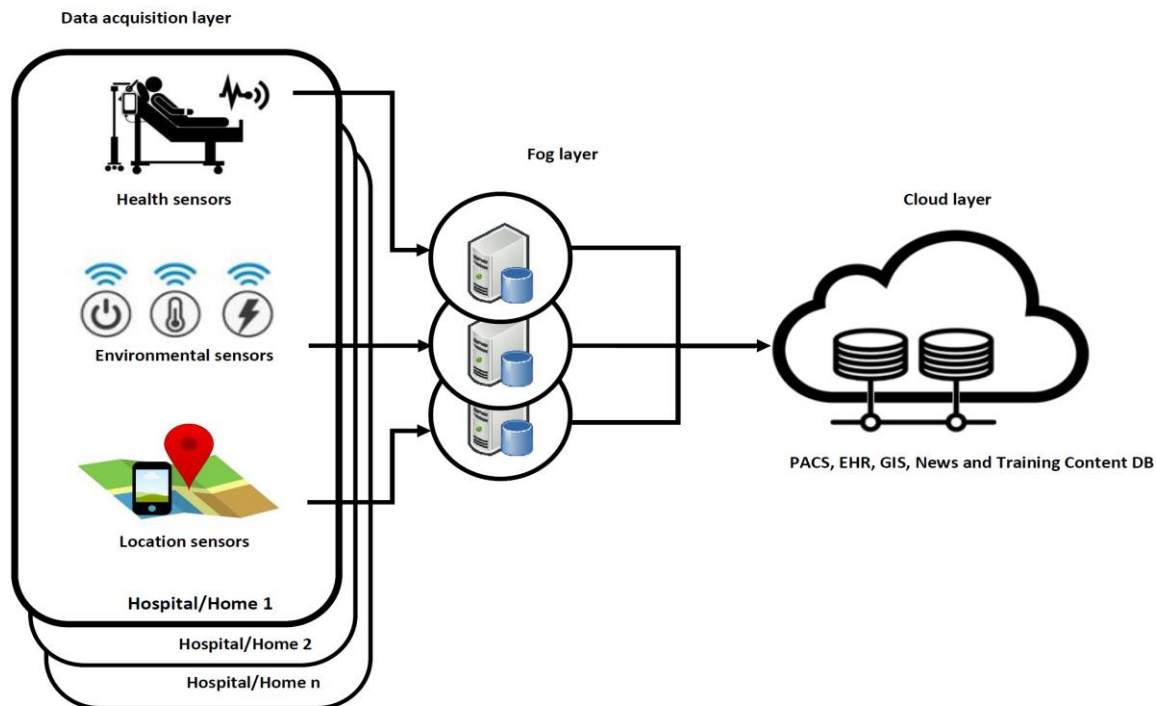 Data acquisition layer
Health sensors
Environmental sensors
Location sensors
Hospital/Home 1
Hospital/Home 2
Hospital/Home n
Fog layer
Cloud layer
PACS, EHR, GIS, News and Training Content DB